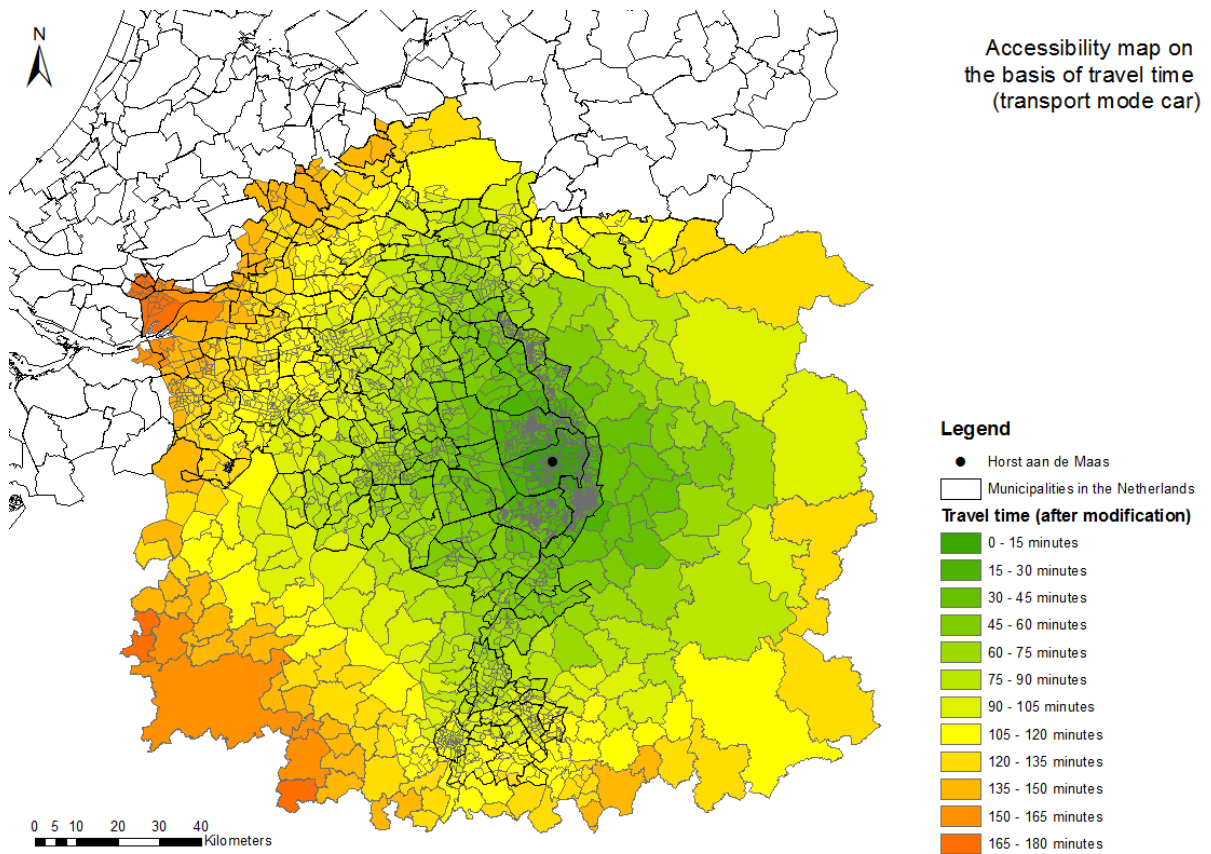 N
Accessibility map on
the basis of travel time
(transport mode car)
Legend
Horst aan de Maas
Municipalities in the Netherlands
Travel time (after modification)
0 - 15 minutes
15 - 30 minutes
30 - 45 minutes
45 - 60 minutes
60 - 75 minutes
75 - 90 minutes
90 - 105 minutes
105 - 120 minutes
120 - 135 minutes
135 - 150 minutes
150 - 165 minutes
165 - 180 minutes
0 5 10 20 30 40
Kilometers